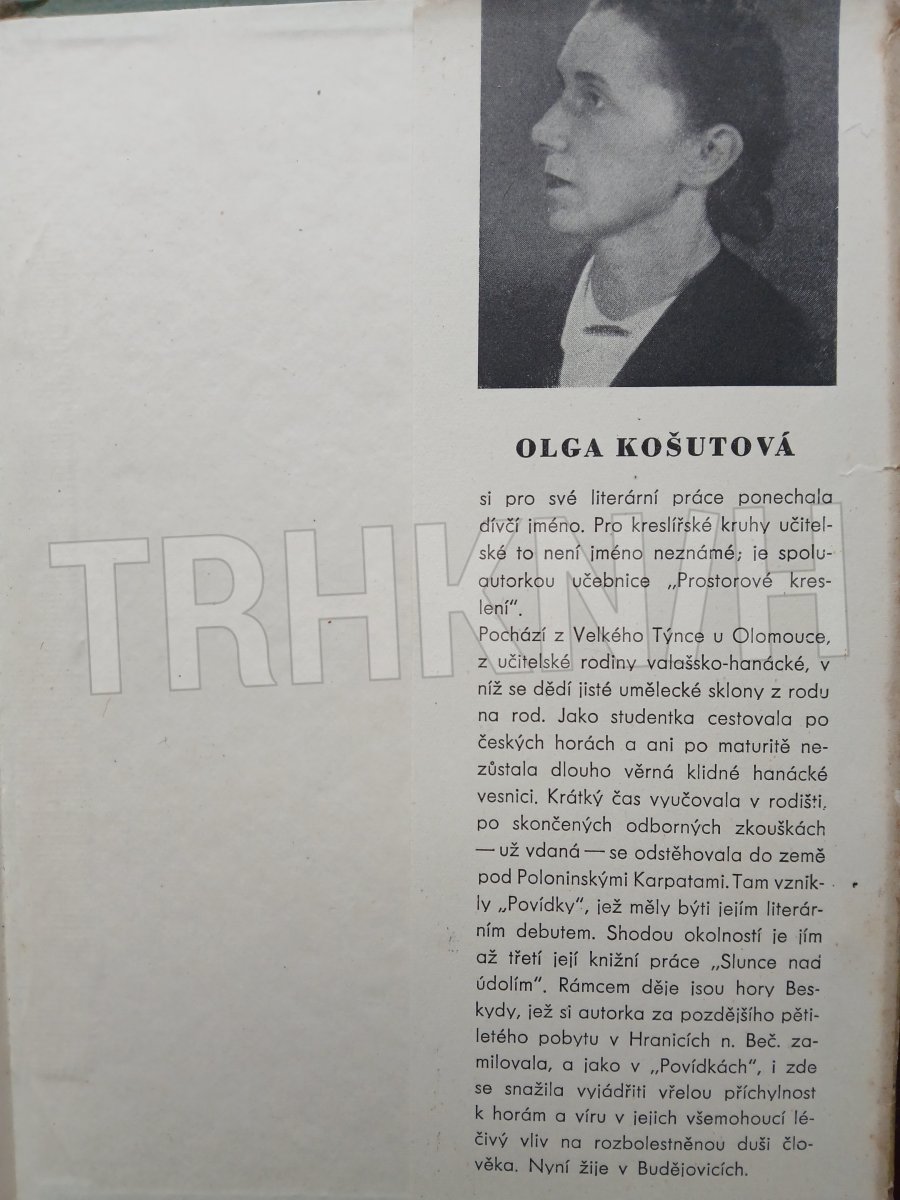 OLGA KOŠUTOVÁ
si pro své literární práce ponechala
dívčí jméno. Pro kreslířské kruhy učitel-
ské to není jméno neznámé; je spolu-
autorkou učebnice „Prostorové kres-
lení".
Pochází z Velkého Týnce u Olomouce,
z učitelské rodiny valašsko-hanácké, v
níž se dědí jisté umělecké sklony z rodu
na rod. Jako studentka cestovala po
českých horách a ani po maturitě ne-
zůstala dlouho věrná klidné hanácké
vesnici. Krátký čas vyučovala v rodišti,
po skončených odborných zkouškách
— už vdaná — se odstěhovala do země
pod Poloninskými Karpatami. Tam vznik-
ly „Povídky", jež měly býti jejím literár-
ním debutem. Shodou okolností je jím
až třetí její knižní práce „Slunce nad
údolím". Rámcem děje jsou hory Bes-
kydy, jež si autorka za pozdějšího pěti-
letého pobytu v Hranicích n. Beč. za-
milovala, a jako v „Povídkách", i zde
se snažila vyjádřiti vřelou příchylnost
k horám a víru v jejich všemohoucí lé-
čivý vliv na rozbolestněnou duši člo-
věka. Nyní žije v Budějovicích.
TRHKNIH